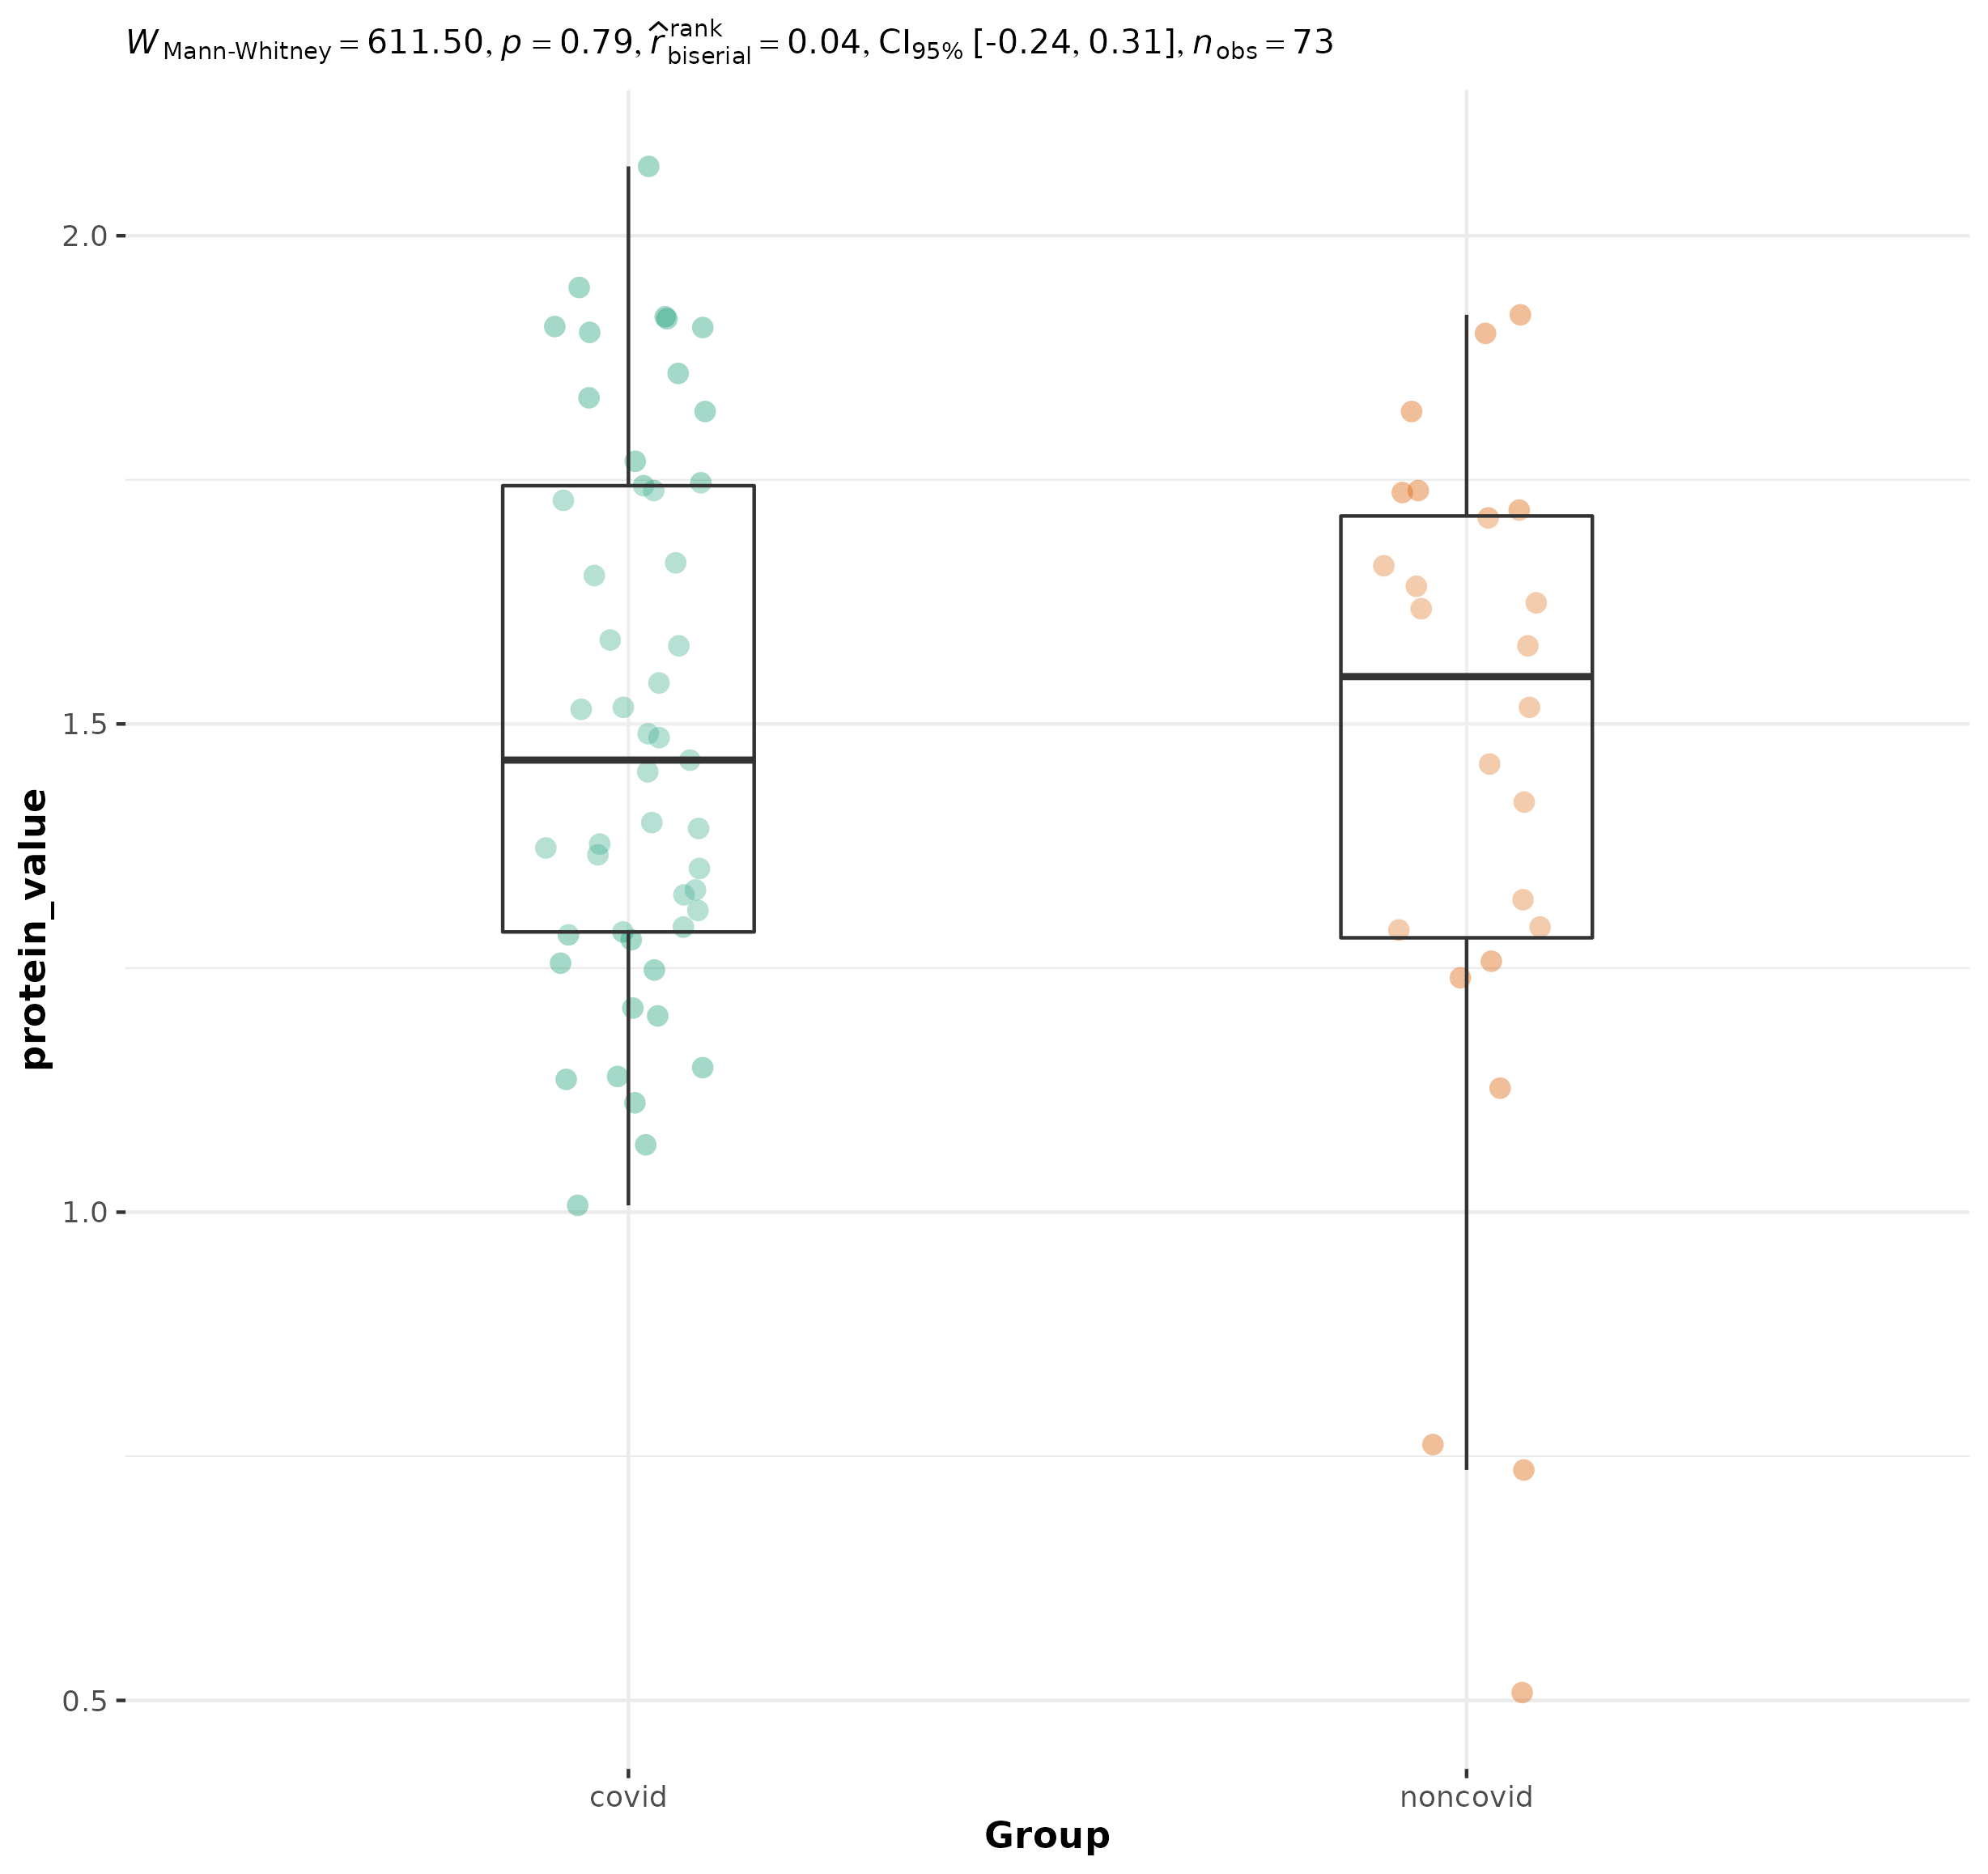 W Mann-Whitney = 611.50, p = 0.79, r̂ rank biserial = 0.04, CI95% [-0.24, 0.31], nobs = 73
protein_value
2.0
1.5
1.0
0.5
covid noncovid
Group